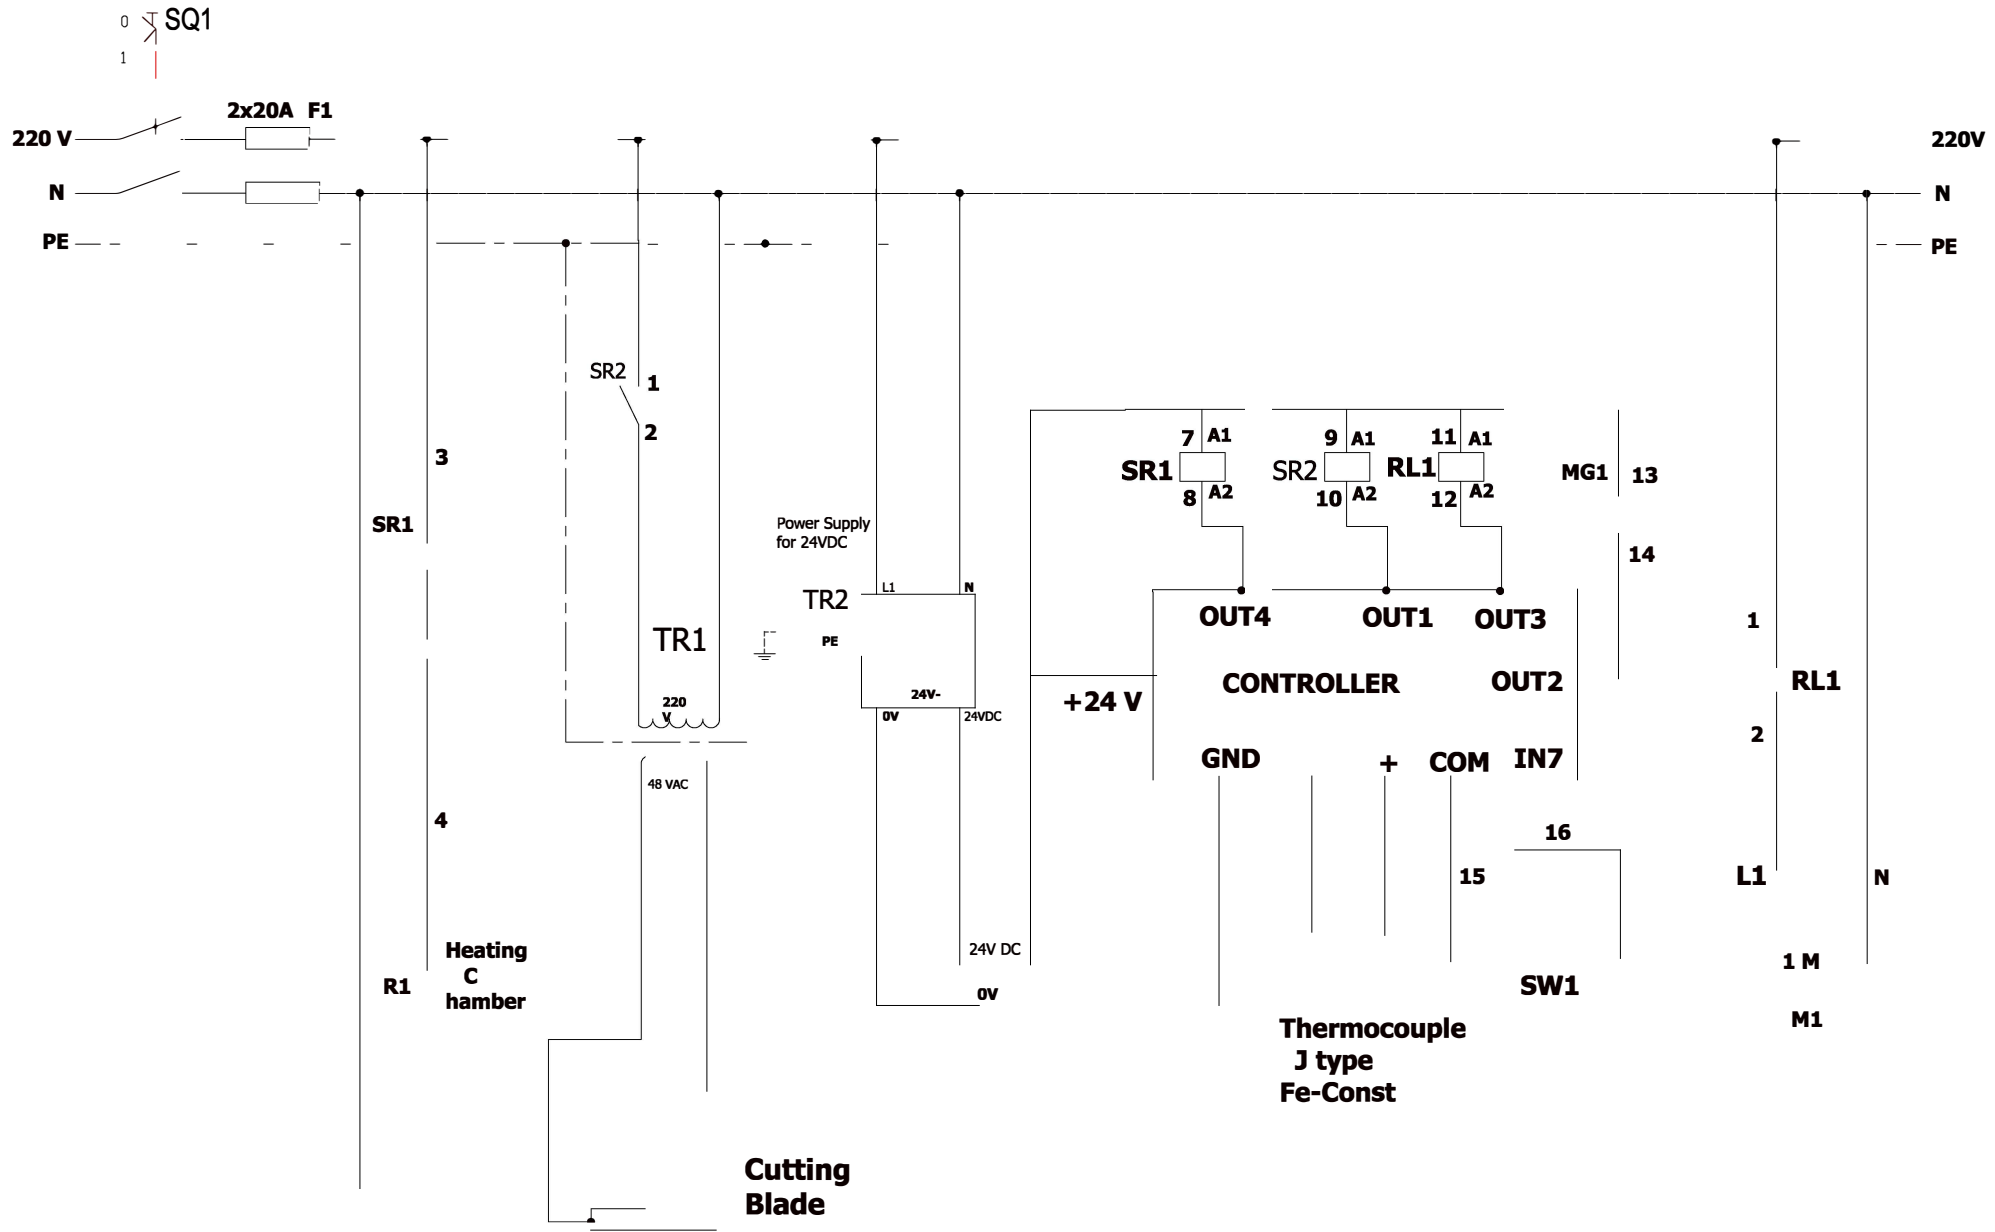 0
SQ1
1
2x20A F1
220 V
220V
N
N
PE
PE
SR2
1
2
3
7 A1
9 A1
11 A1
SR1
SR2
RL1
MG1
13
8 A2
10 A2
12 A2
SR1
Power Supply
for 24VDC
14
L1
N
TR2
OUT4
OUT1
OUT3
1
TR1
PE
CONTROLLER
OUT2
RL1
24V-
+24 V
220
V
0V
24VDC
2
GND
+
COM
IN7
48 VAC
4
16
15
L1
N
Heating
C
hamber
24V DC
1 M
R1
0V
SW1
M1
Thermocouple
J type
Fe-Const
Cutting
Blade